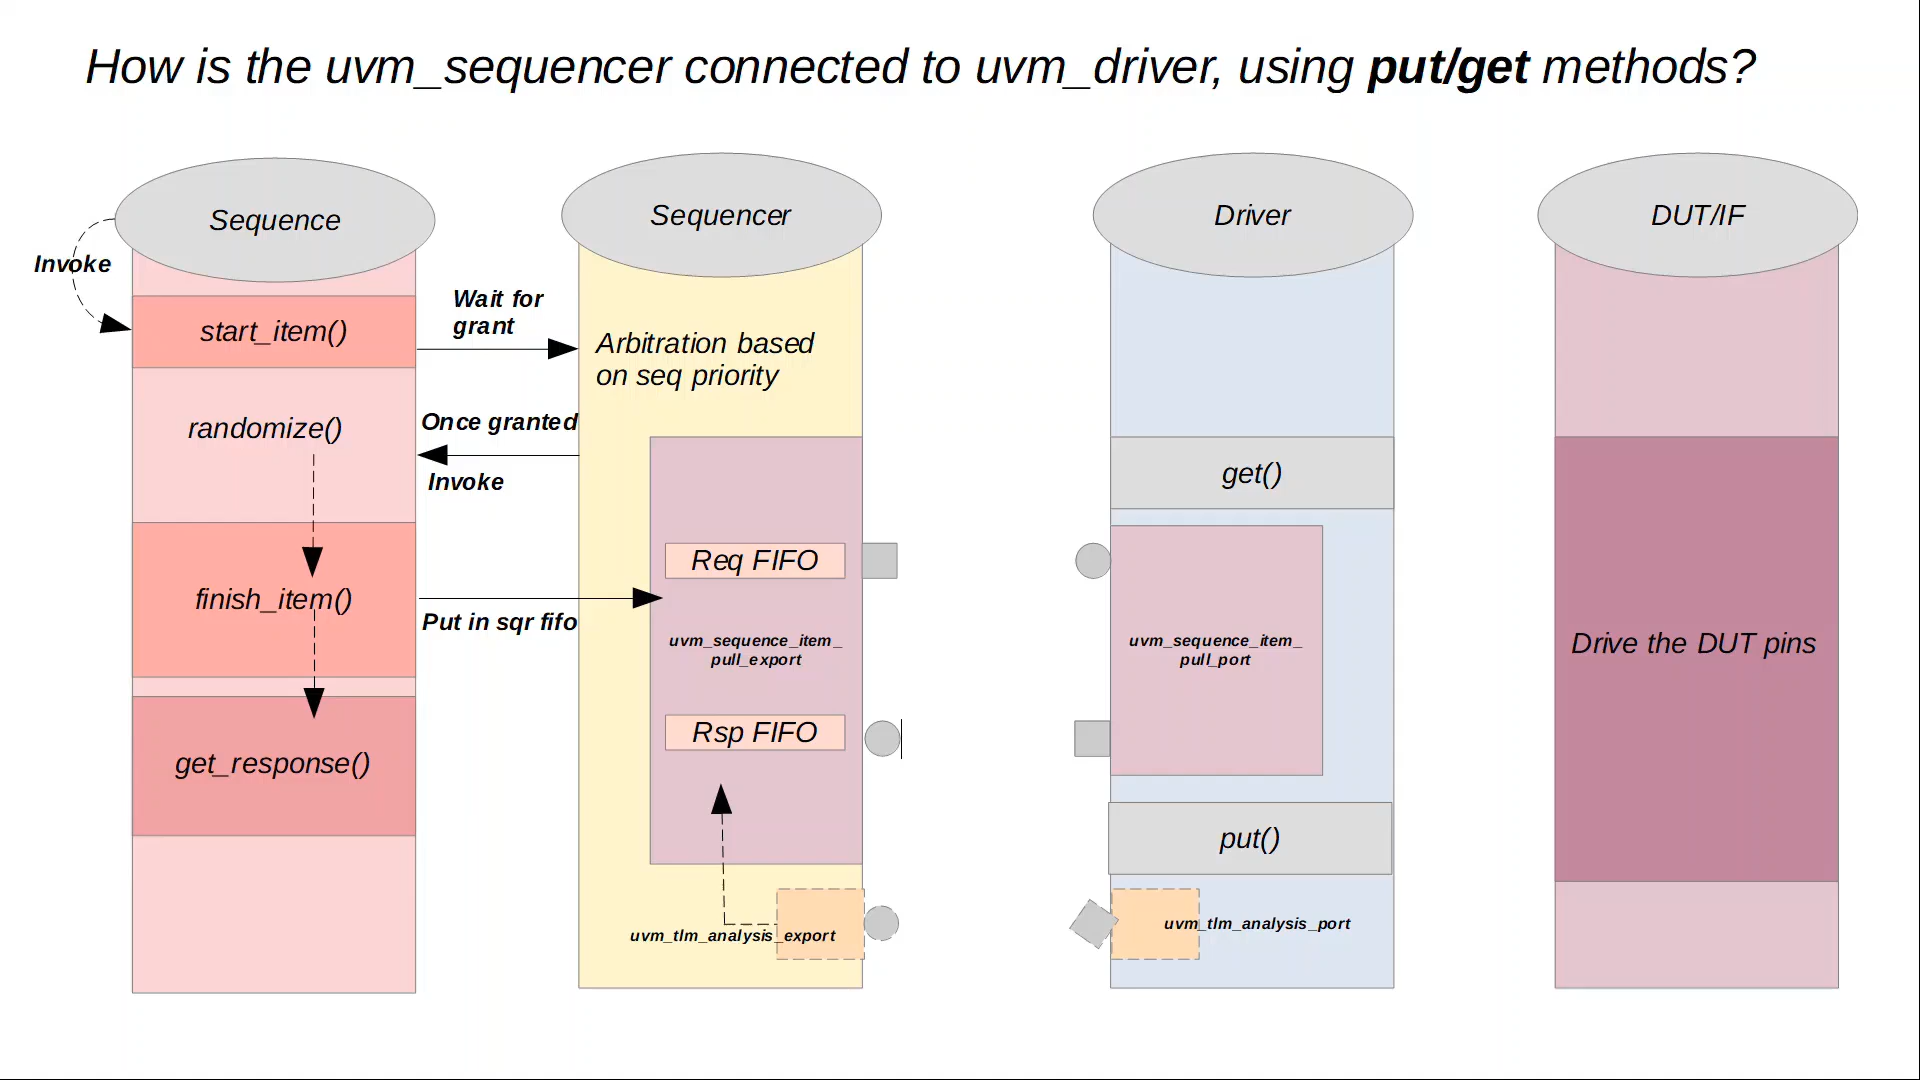 How is the uvm_sequencer connected to uvm_driver, using put/get methods?
Sequence
Sequencer
Driver
DUT/IF
Invoke
start_item()
Wait for
grant
Arbitration based
on seq priority
randomize()
Once granted
Invoke
get()
Req FIFO
finish_item()
Put in sqr fifo
uvm_sequence_item_
pull_export
uvm_sequence_item_
pull_port
Drive the DUT pins
Rsp FIFO
get_response()
put()
uvm_tlm_analysis_export
uvm_tlm_analysis_port